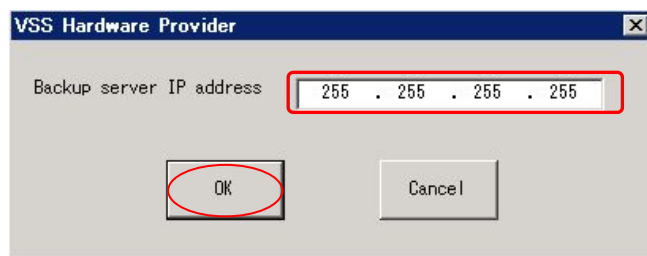 VSS Hardware Provider
Backup server IP address 255 . 255 . 255 . 255
OK Cancel